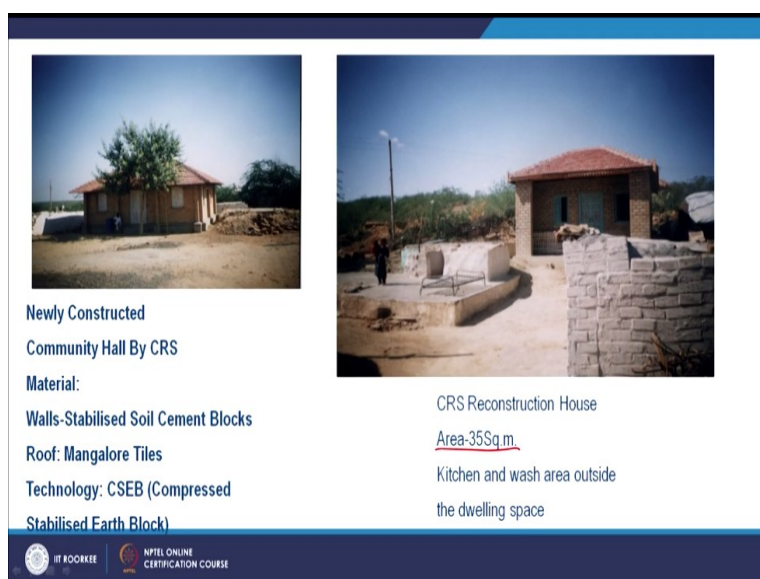 Newly Constructed
Community Hall By CRS
Material:
Walls-Stabilised Soil Cement Blocks
Roof: Mangalore Tiles
Technology: CSEB (Compressed
Stabilised Earth Block)
CRS Reconstruction House
Area-35Sq.m.
Kitchen and wash area outside
the dwelling space
IIT ROORKEE
NPTEL ONLINE
CERTIFICATION COURSE